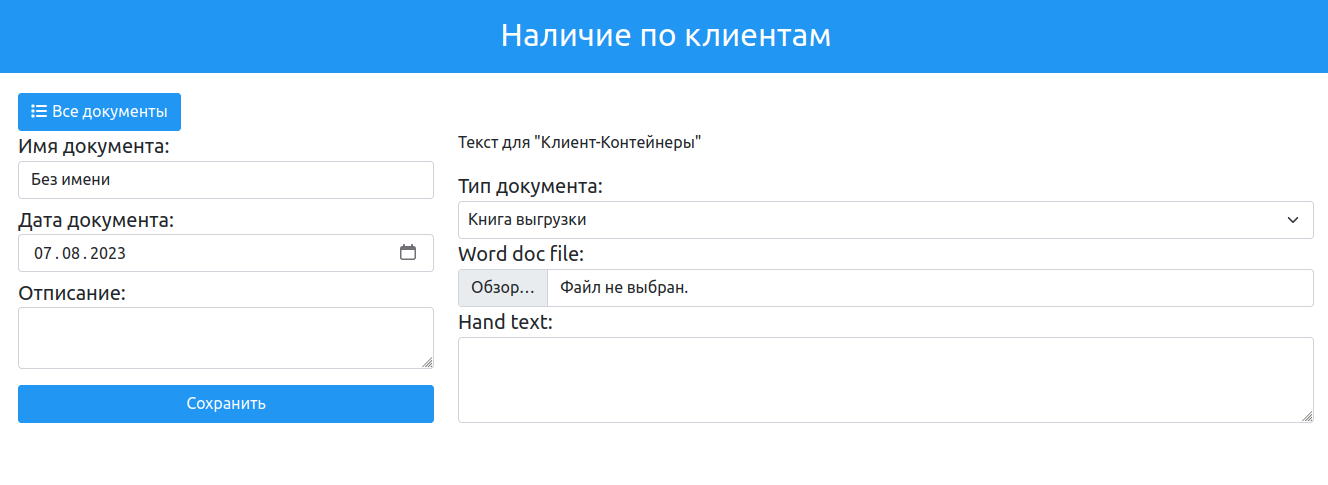 Наличие по клиентам
Все документы
Имя документа:
Без имени
Дата документа:
07.08.2023
Отписание:
Сохранить
Текст для "Клиент-Контейнеры"
Тип документа:
Книга выгрузки
Word doc file:
Обзор... Файл не выбран.
Hand text: